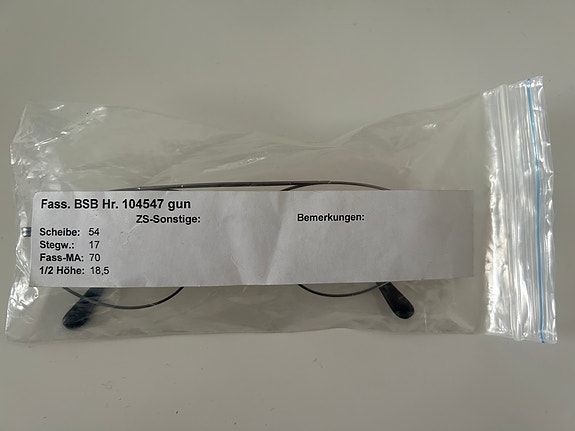 Fass. BSB Hr. 104547 gun
ZS-Sonstige: Bemerkungen:
Scheibe: 54
Stegw.: 17
Fass-MA: 70
1/2 Höhe: 18,5